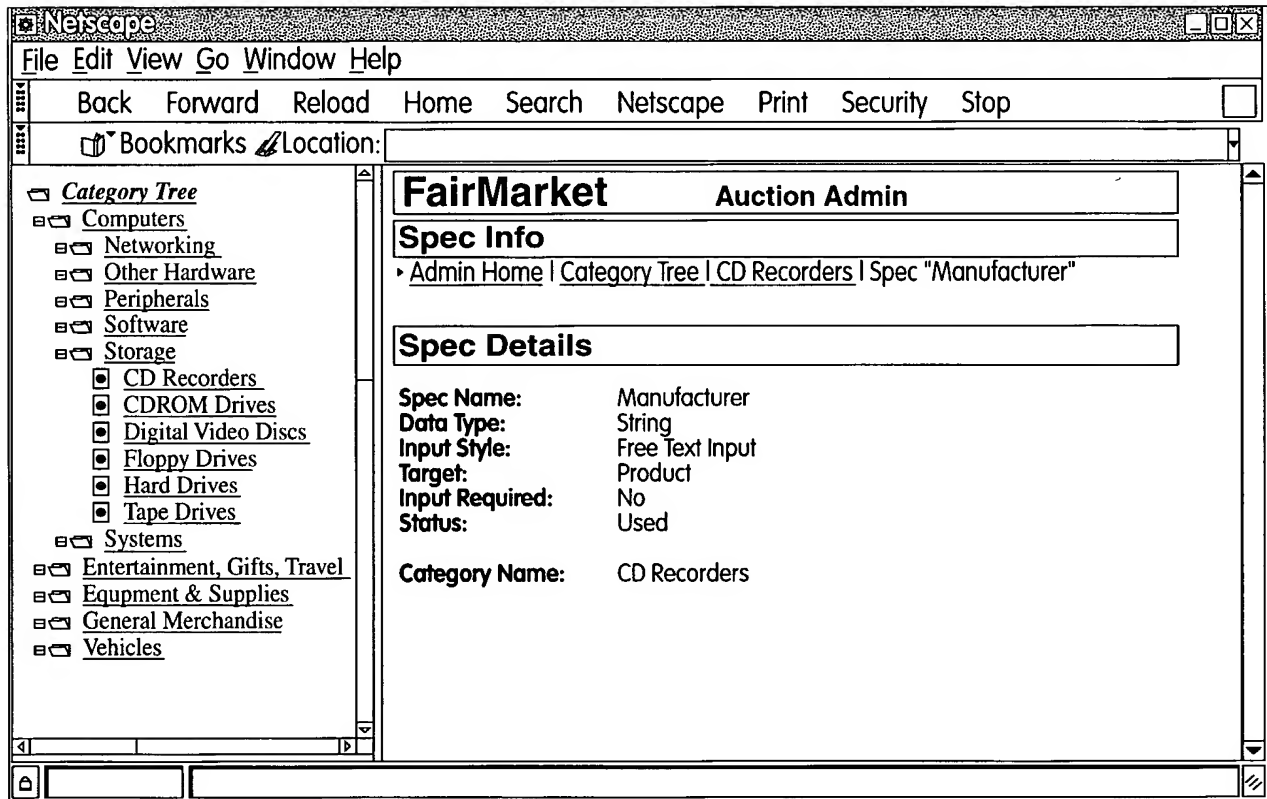 Netscape
File Edit View Go Window Help
Back Forward Reload Home Search Netscape Print Security Stop
Bookmarks Location:
Category Tree
Computers
Networking
Other Hardware
Peripherals
Software
Storage
CD Recorders
CDROM Drives
Digital Video Discs
Floppy Drives
Hard Drives
Tape Drives
Systems
Entertainment, Gifts, Travel
Equpment & Supplies
General Merchandise
Vehicles
FairMarket Auction Admin
Spec Info
Admin Home | Category Tree | CD Recorders | Spec "Manufacturer"
Spec Details
Spec Name: Manufacturer
Data Type: String
Input Style: Free Text Input
Target: Product
Input Required: No
Status: Used
Category Name: CD Recorders